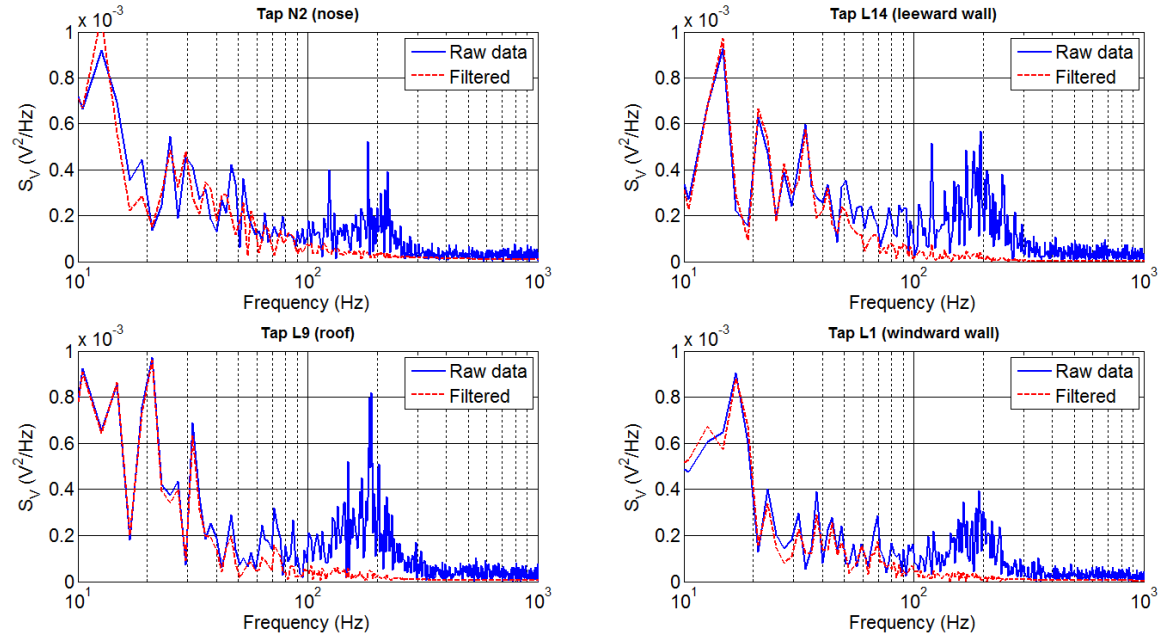 Tap N2 (nose)
x 10^-3
S_V (V^2/Hz)
1
0.8
0.6
0.4
0.2
0
Raw data
Filtered
10^1 10^2 10^3
Frequency (Hz)
Tap L14 (leeward wall)
x 10^-3
S_V (V^2/Hz)
1
0.8
0.6
0.4
0.2
0
Raw data
Filtered
10^1 10^2 10^3
Frequency (Hz)
Tap L9 (roof)
x 10^-3
S_V (V^2/Hz)
1
0.8
0.6
0.4
0.2
0
Raw data
Filtered
10^1 10^2 10^3
Frequency (Hz)
Tap L1 (windward wall)
x 10^-3
S_V (V^2/Hz)
1
0.8
0.6
0.4
0.2
0
Raw data
Filtered
10^1 10^2 10^3
Frequency (Hz)